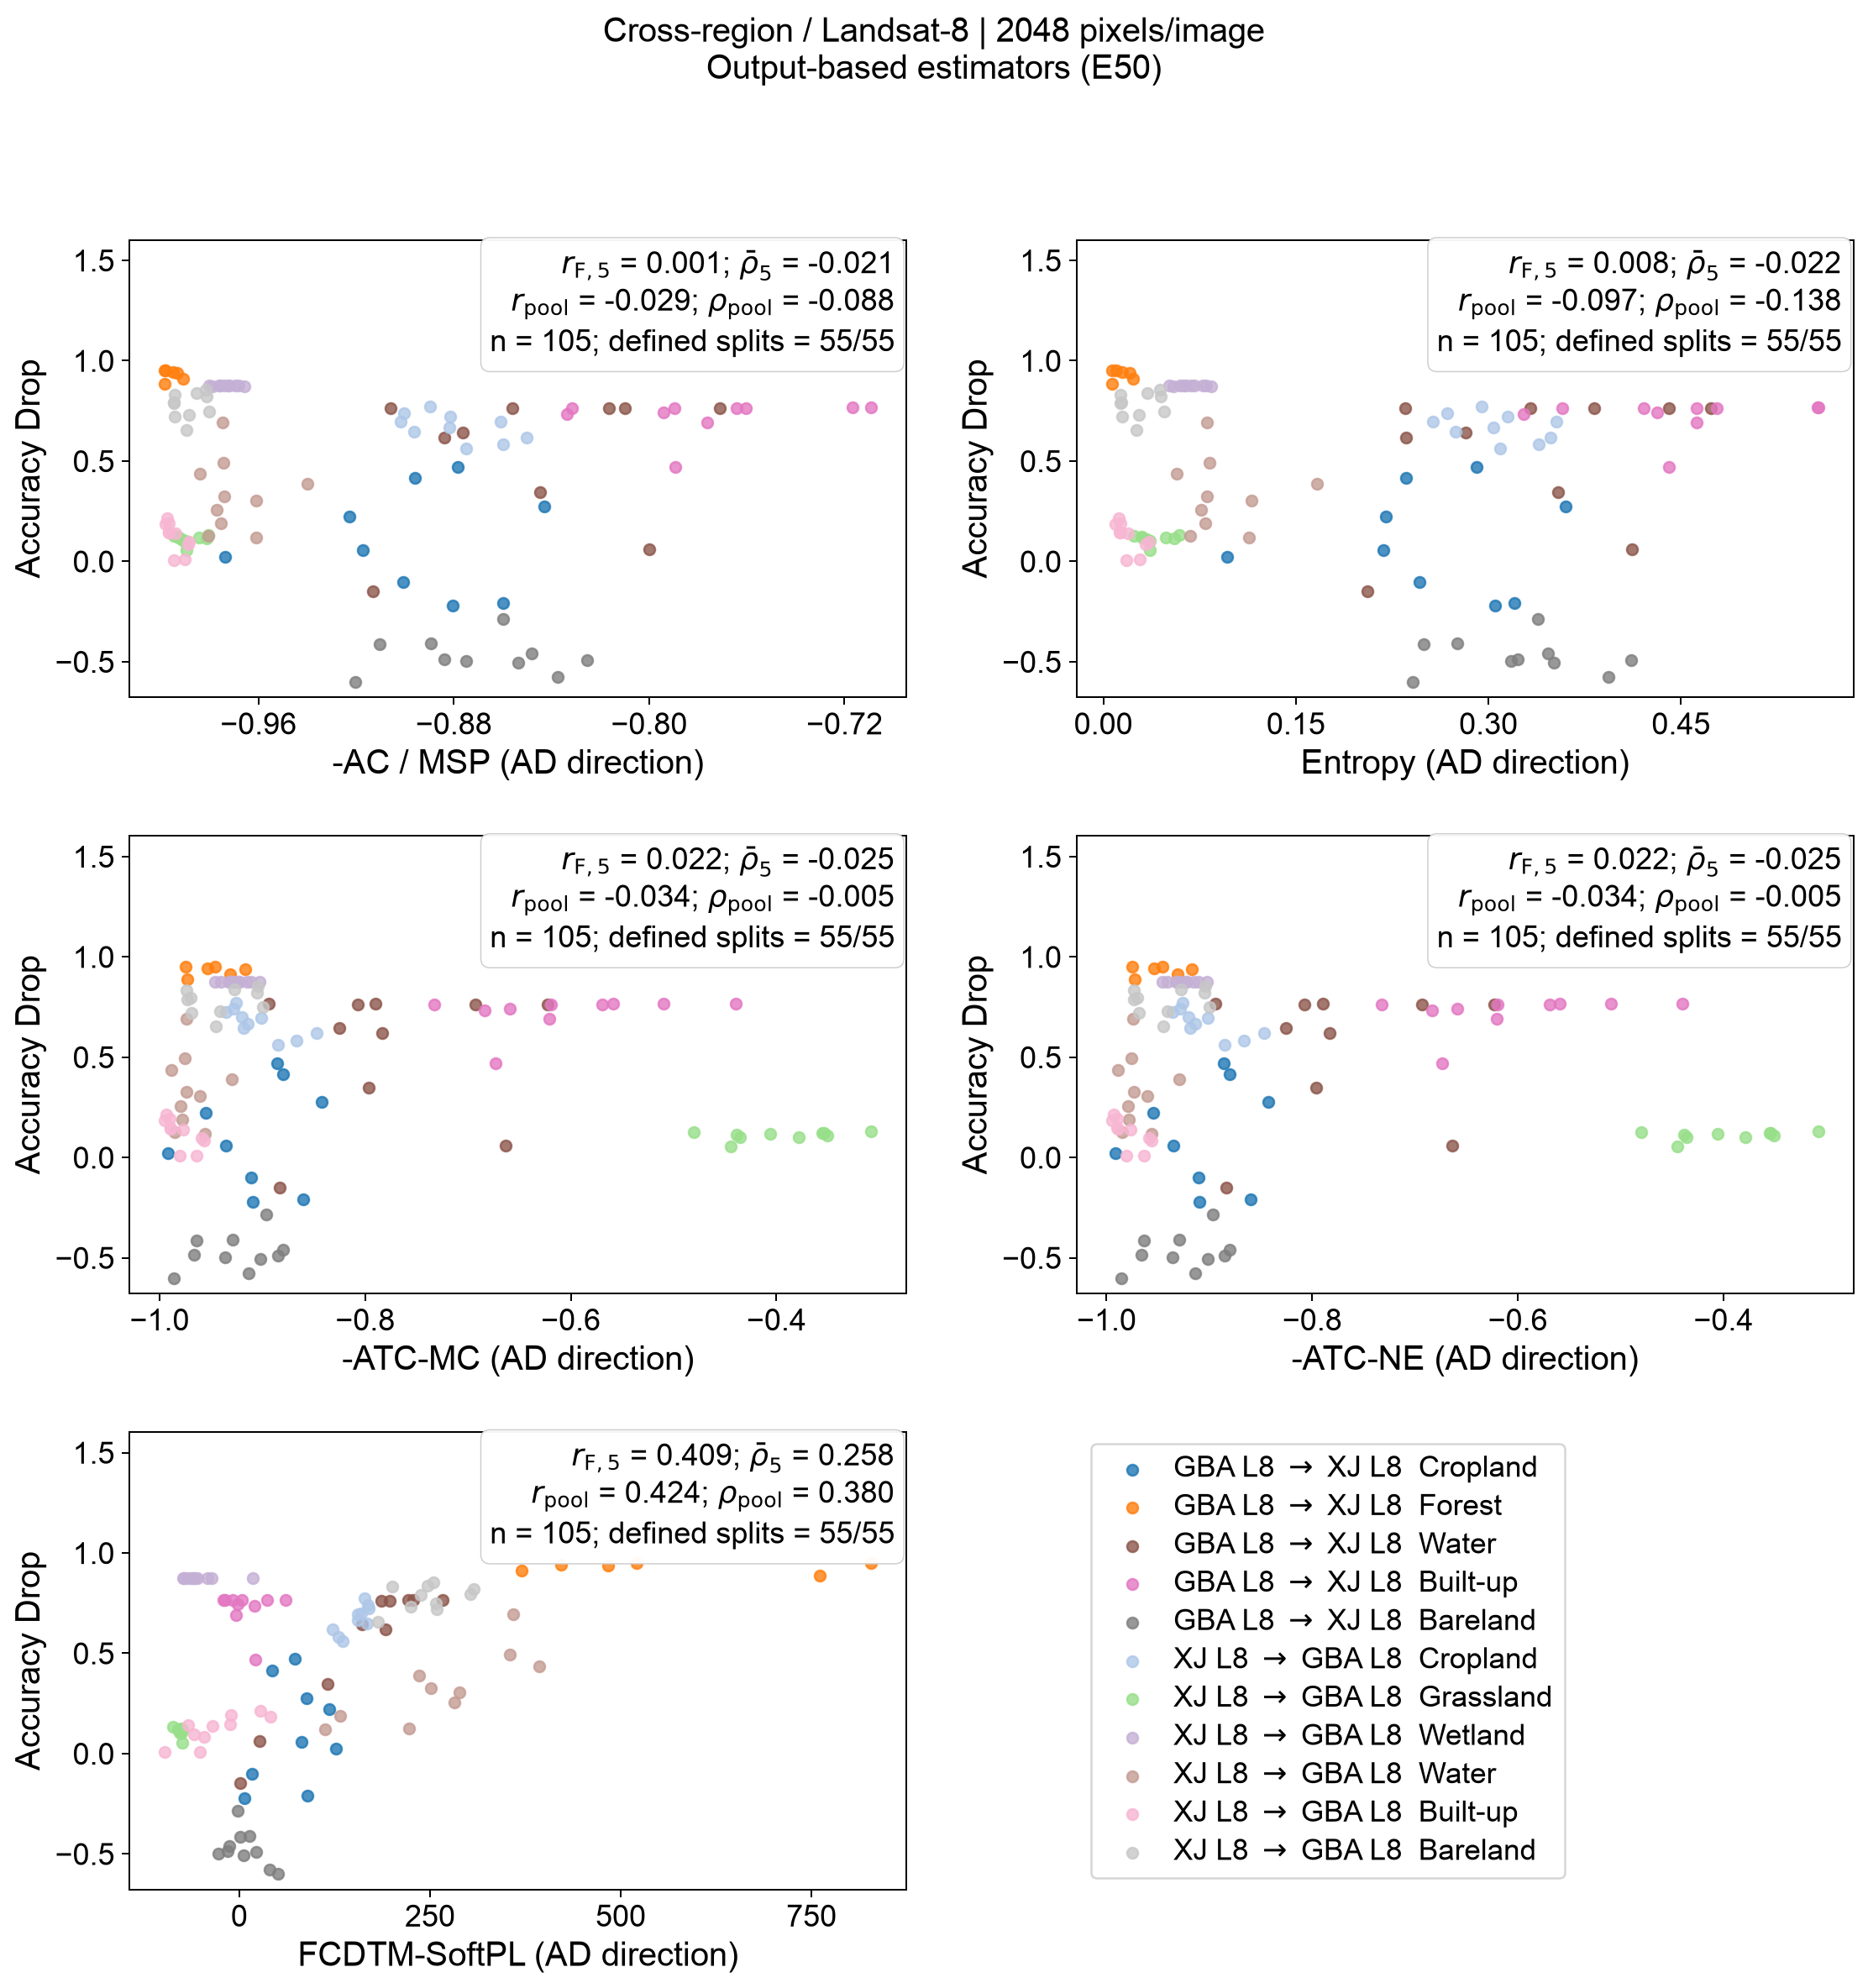 Cross-region / Landsat-8 | 2048 pixels/image
Output-based estimators (E50)
r_F, 5 = 0.001; ρ̄_5 = -0.021
r_pool = -0.029; ρ_pool = -0.088
n = 105; defined splits = 55/55
1.5
1.0
0.5
0.0
−0.5
Accuracy Drop
−0.96 −0.88 −0.80 −0.72
-AC / MSP (AD direction)
r_F, 5 = 0.008; ρ̄_5 = -0.022
r_pool = -0.097; ρ_pool = -0.138
n = 105; defined splits = 55/55
1.5
1.0
0.5
0.0
−0.5
Accuracy Drop
0.00 0.15 0.30 0.45
Entropy (AD direction)
r_F, 5 = 0.022; ρ̄_5 = -0.025
r_pool = -0.034; ρ_pool = -0.005
n = 105; defined splits = 55/55
1.5
1.0
0.5
0.0
−0.5
Accuracy Drop
−1.0 −0.8 −0.6 −0.4
-ATC-MC (AD direction)
r_F, 5 = 0.022; ρ̄_5 = -0.025
r_pool = -0.034; ρ_pool = -0.005
n = 105; defined splits = 55/55
1.5
1.0
0.5
0.0
−0.5
Accuracy Drop
−1.0 −0.8 −0.6 −0.4
-ATC-NE (AD direction)
r_F, 5 = 0.409; ρ̄_5 = 0.258
r_pool = 0.424; ρ_pool = 0.380
n = 105; defined splits = 55/55
1.5
1.0
0.5
0.0
−0.5
Accuracy Drop
0 250 500 750
FCDTM-SoftPL (AD direction)
GBA L8 → XJ L8 Cropland
GBA L8 → XJ L8 Forest
GBA L8 → XJ L8 Water
GBA L8 → XJ L8 Built-up
GBA L8 → XJ L8 Bareland
XJ L8 → GBA L8 Cropland
XJ L8 → GBA L8 Grassland
XJ L8 → GBA L8 Wetland
XJ L8 → GBA L8 Water
XJ L8 → GBA L8 Built-up
XJ L8 → GBA L8 Bareland